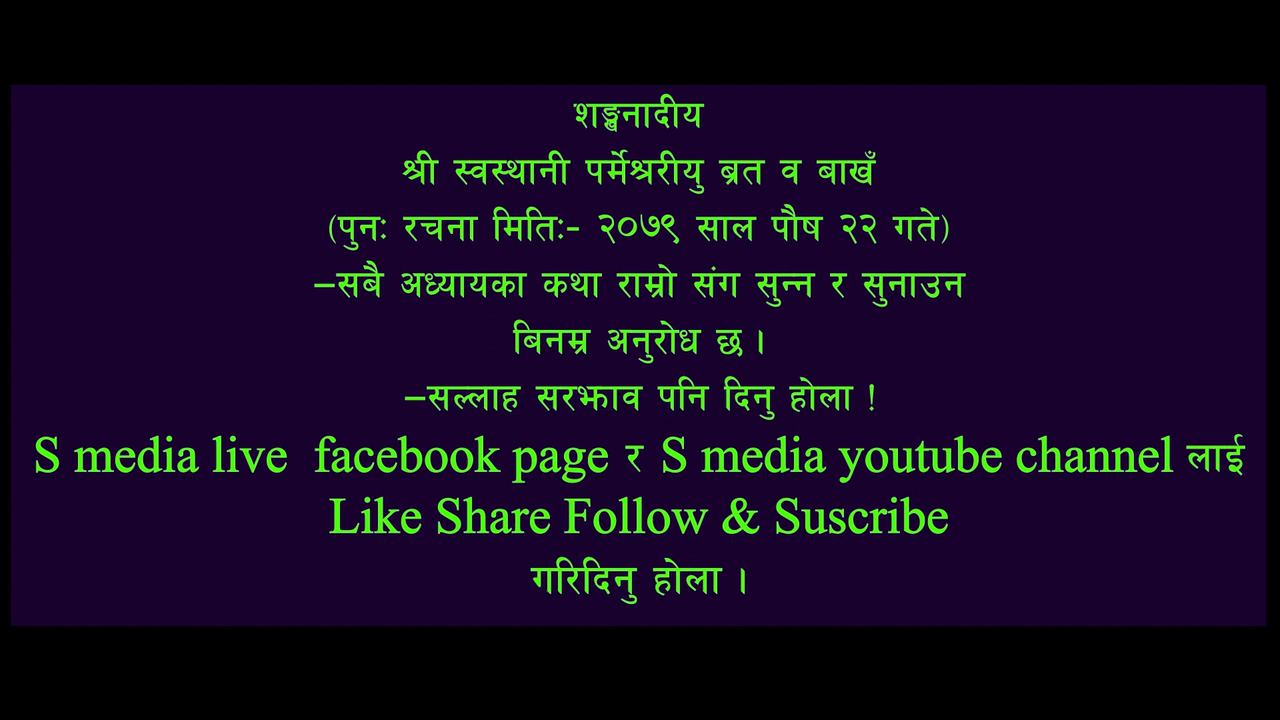 शङ्खनादीय
श्री स्वस्थानी पर्मेश्ररीयु ब्रत व बाखँ
(पुनः रचना मितिः- २०७९ साल पौष २२ गते)
–सबै अध्यायका कथा राम्रो संग सुन्न र सुनाउन
बिनम्र अनुरोध छ ।
–सल्लाह सरझाव पनि दिनु होला !
S media live  facebook page र S media youtube channel लाई
Like Share Follow & Suscribe
गरिदिनु होला ।